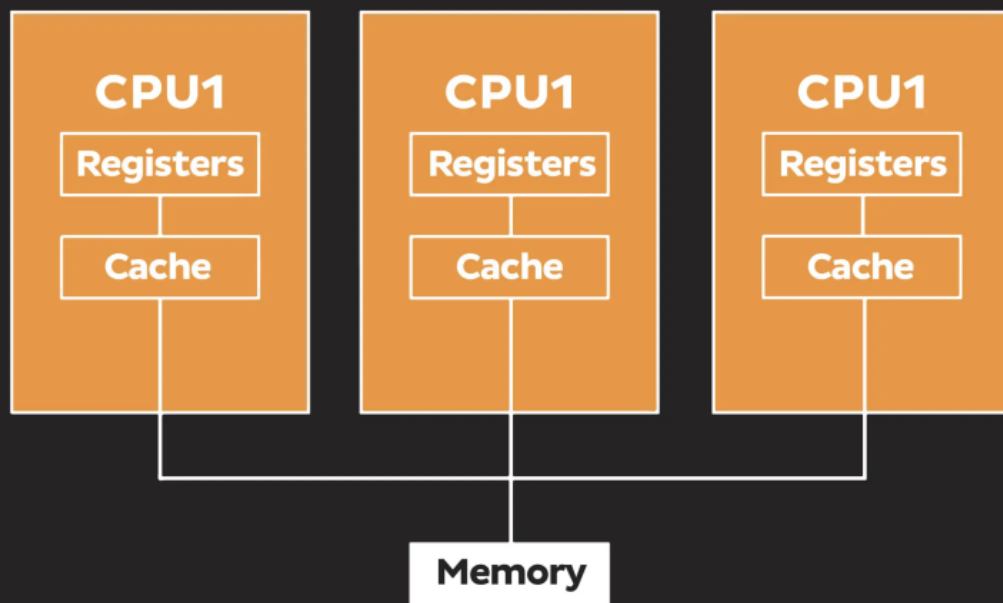 CPU1
Registers
Cache
CPU1
Registers
Cache
CPU1
Registers
Cache
Memory